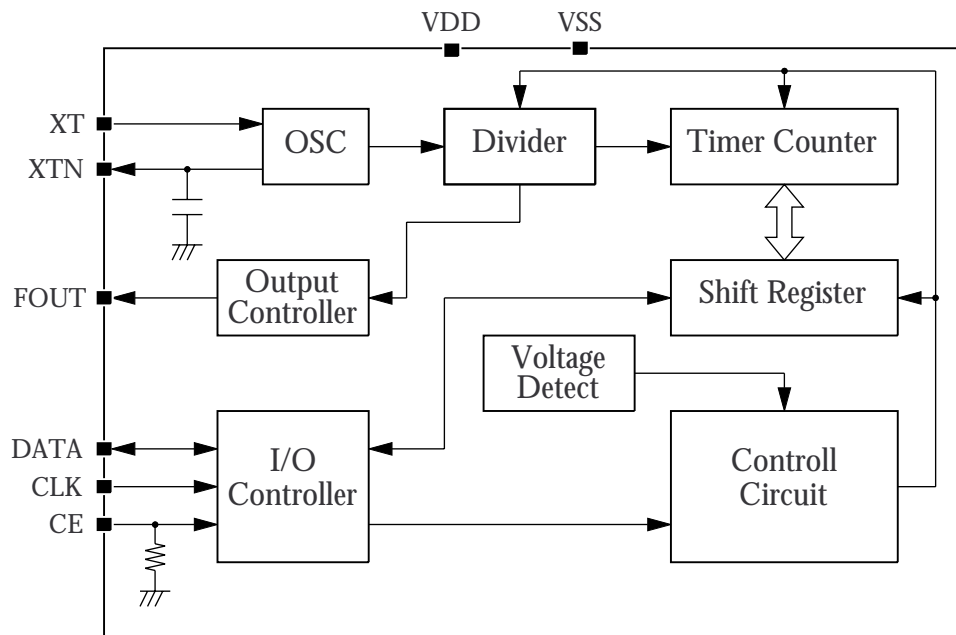 VDD
VSS
XT
OSC
Divider
Timer Counter
XTN
FOUT
Output
Controller
Shift Register
Voltage
Detect
DATA
CLK
CE
I/O
Controller
Controll
Circuit